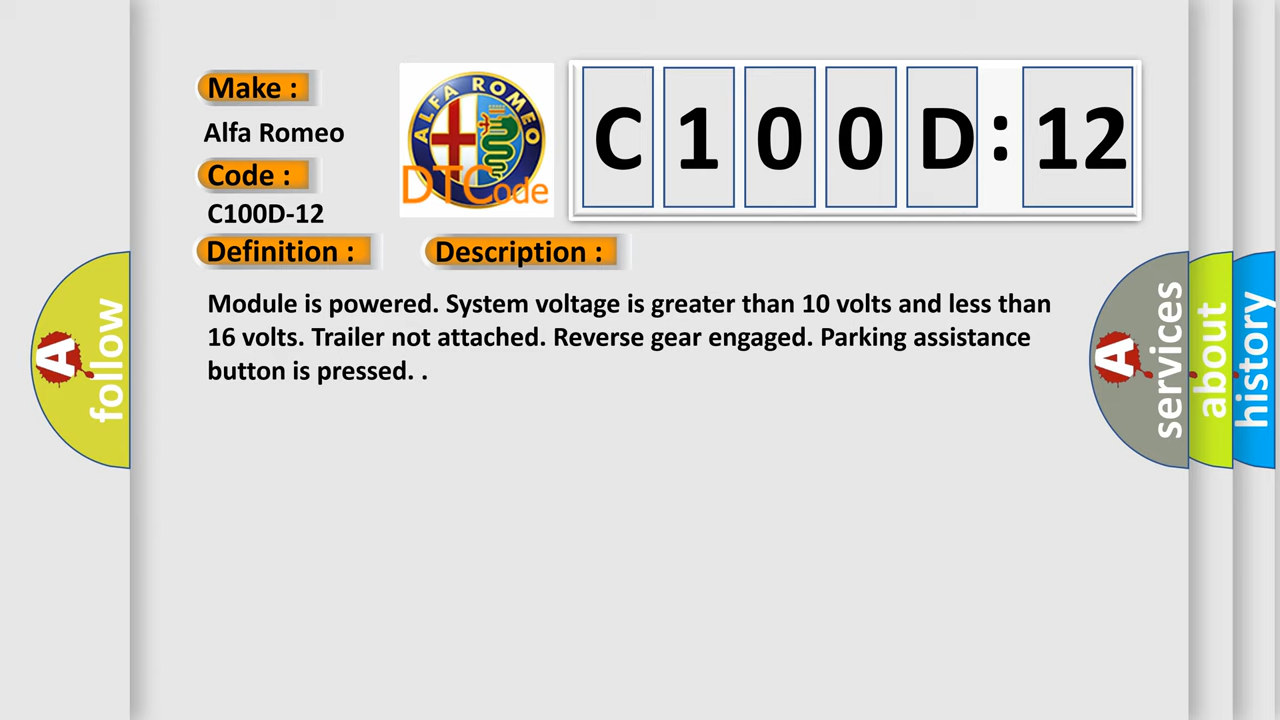 Make :
Alfa Romeo
Code :
C100D-12
ALFA ROMEO
DTCode
C100D:12
Definition :
Description :
Module is powered. System voltage is greater than 10 volts and less than
16 volts. Trailer not attached. Reverse gear engaged. Parking assistance
button is pressed. .
A
follow
A
services
about
history